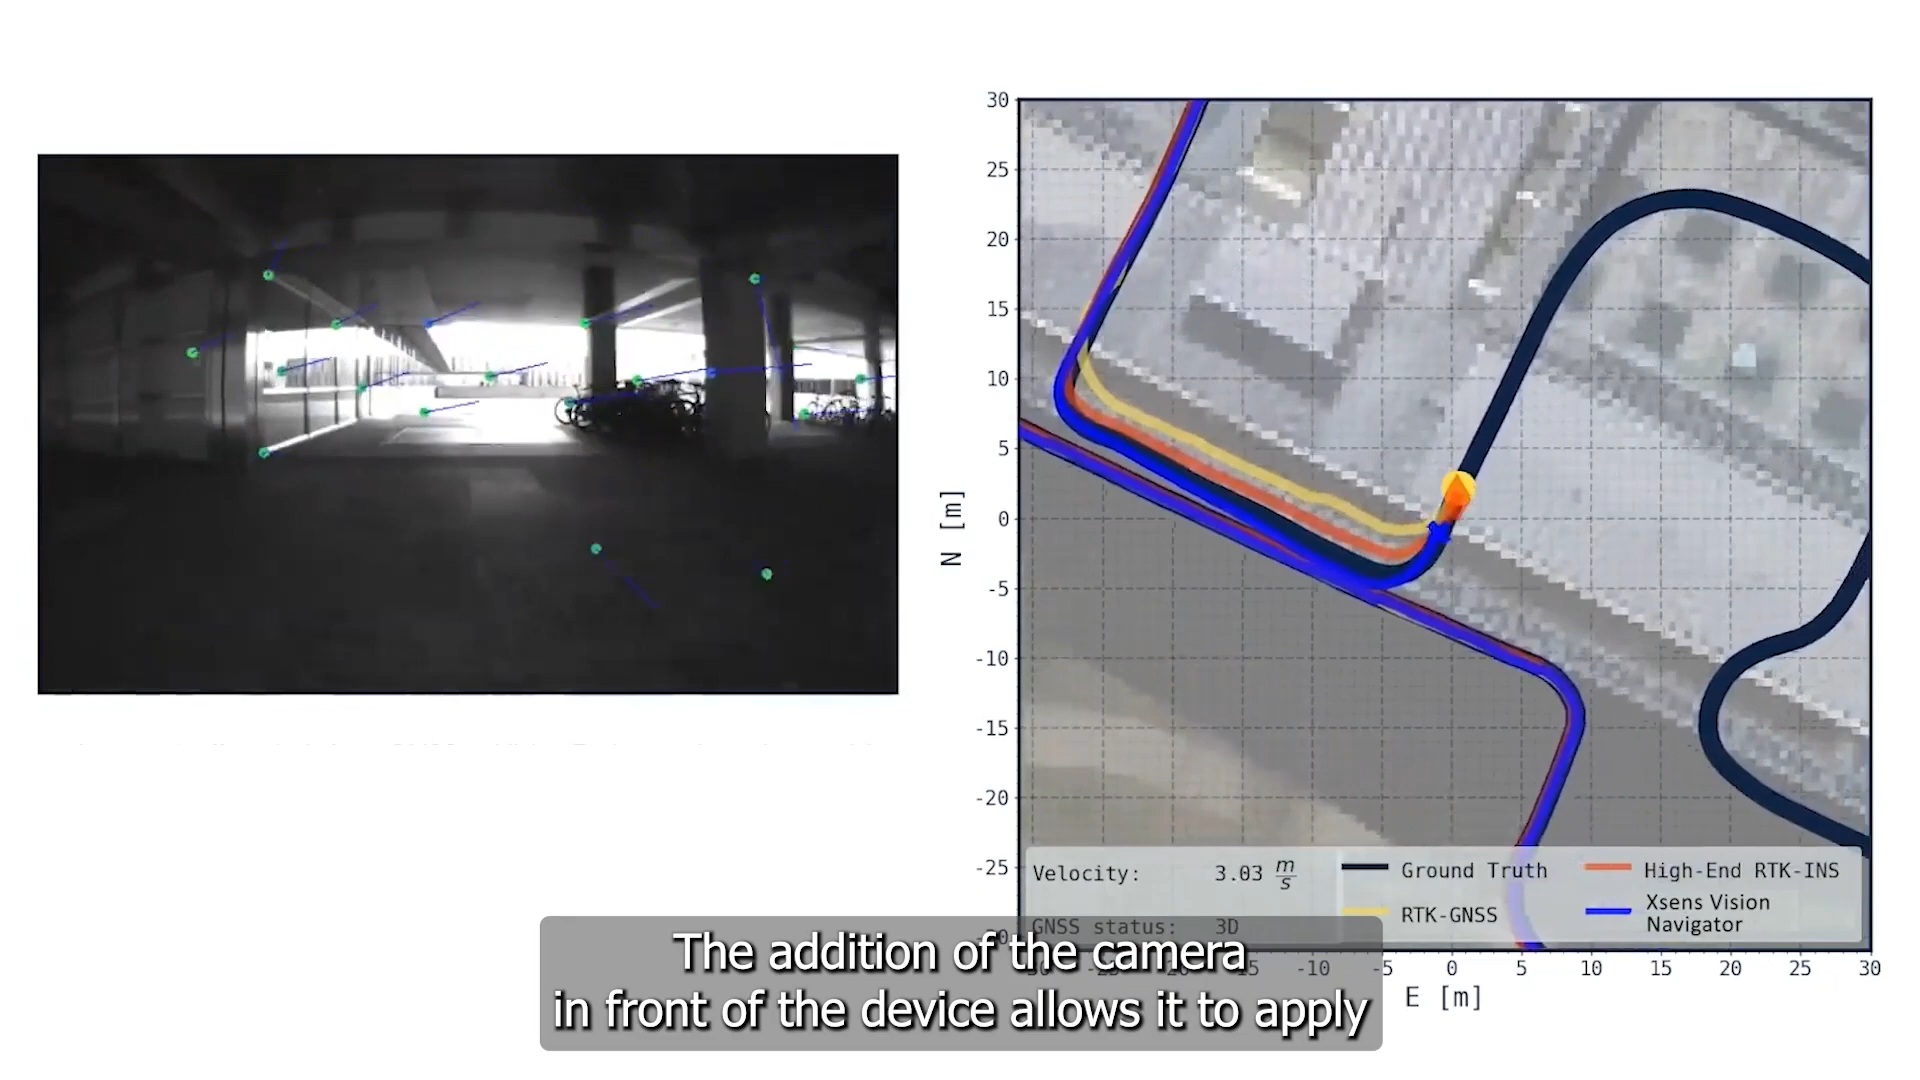 30
25
20
15
10
5
0
-5
-10
-15
-20
-25
N [m]
Velocity: 3.03 m/s
GNSS status: 3D
Ground Truth
High-End RTK-INS
RTK-GNSS
Xsens Vision
Navigator
-10 -5 0 5 10 15 20 25 30
E [m]
The addition of the camera
in front of the device allows it to apply